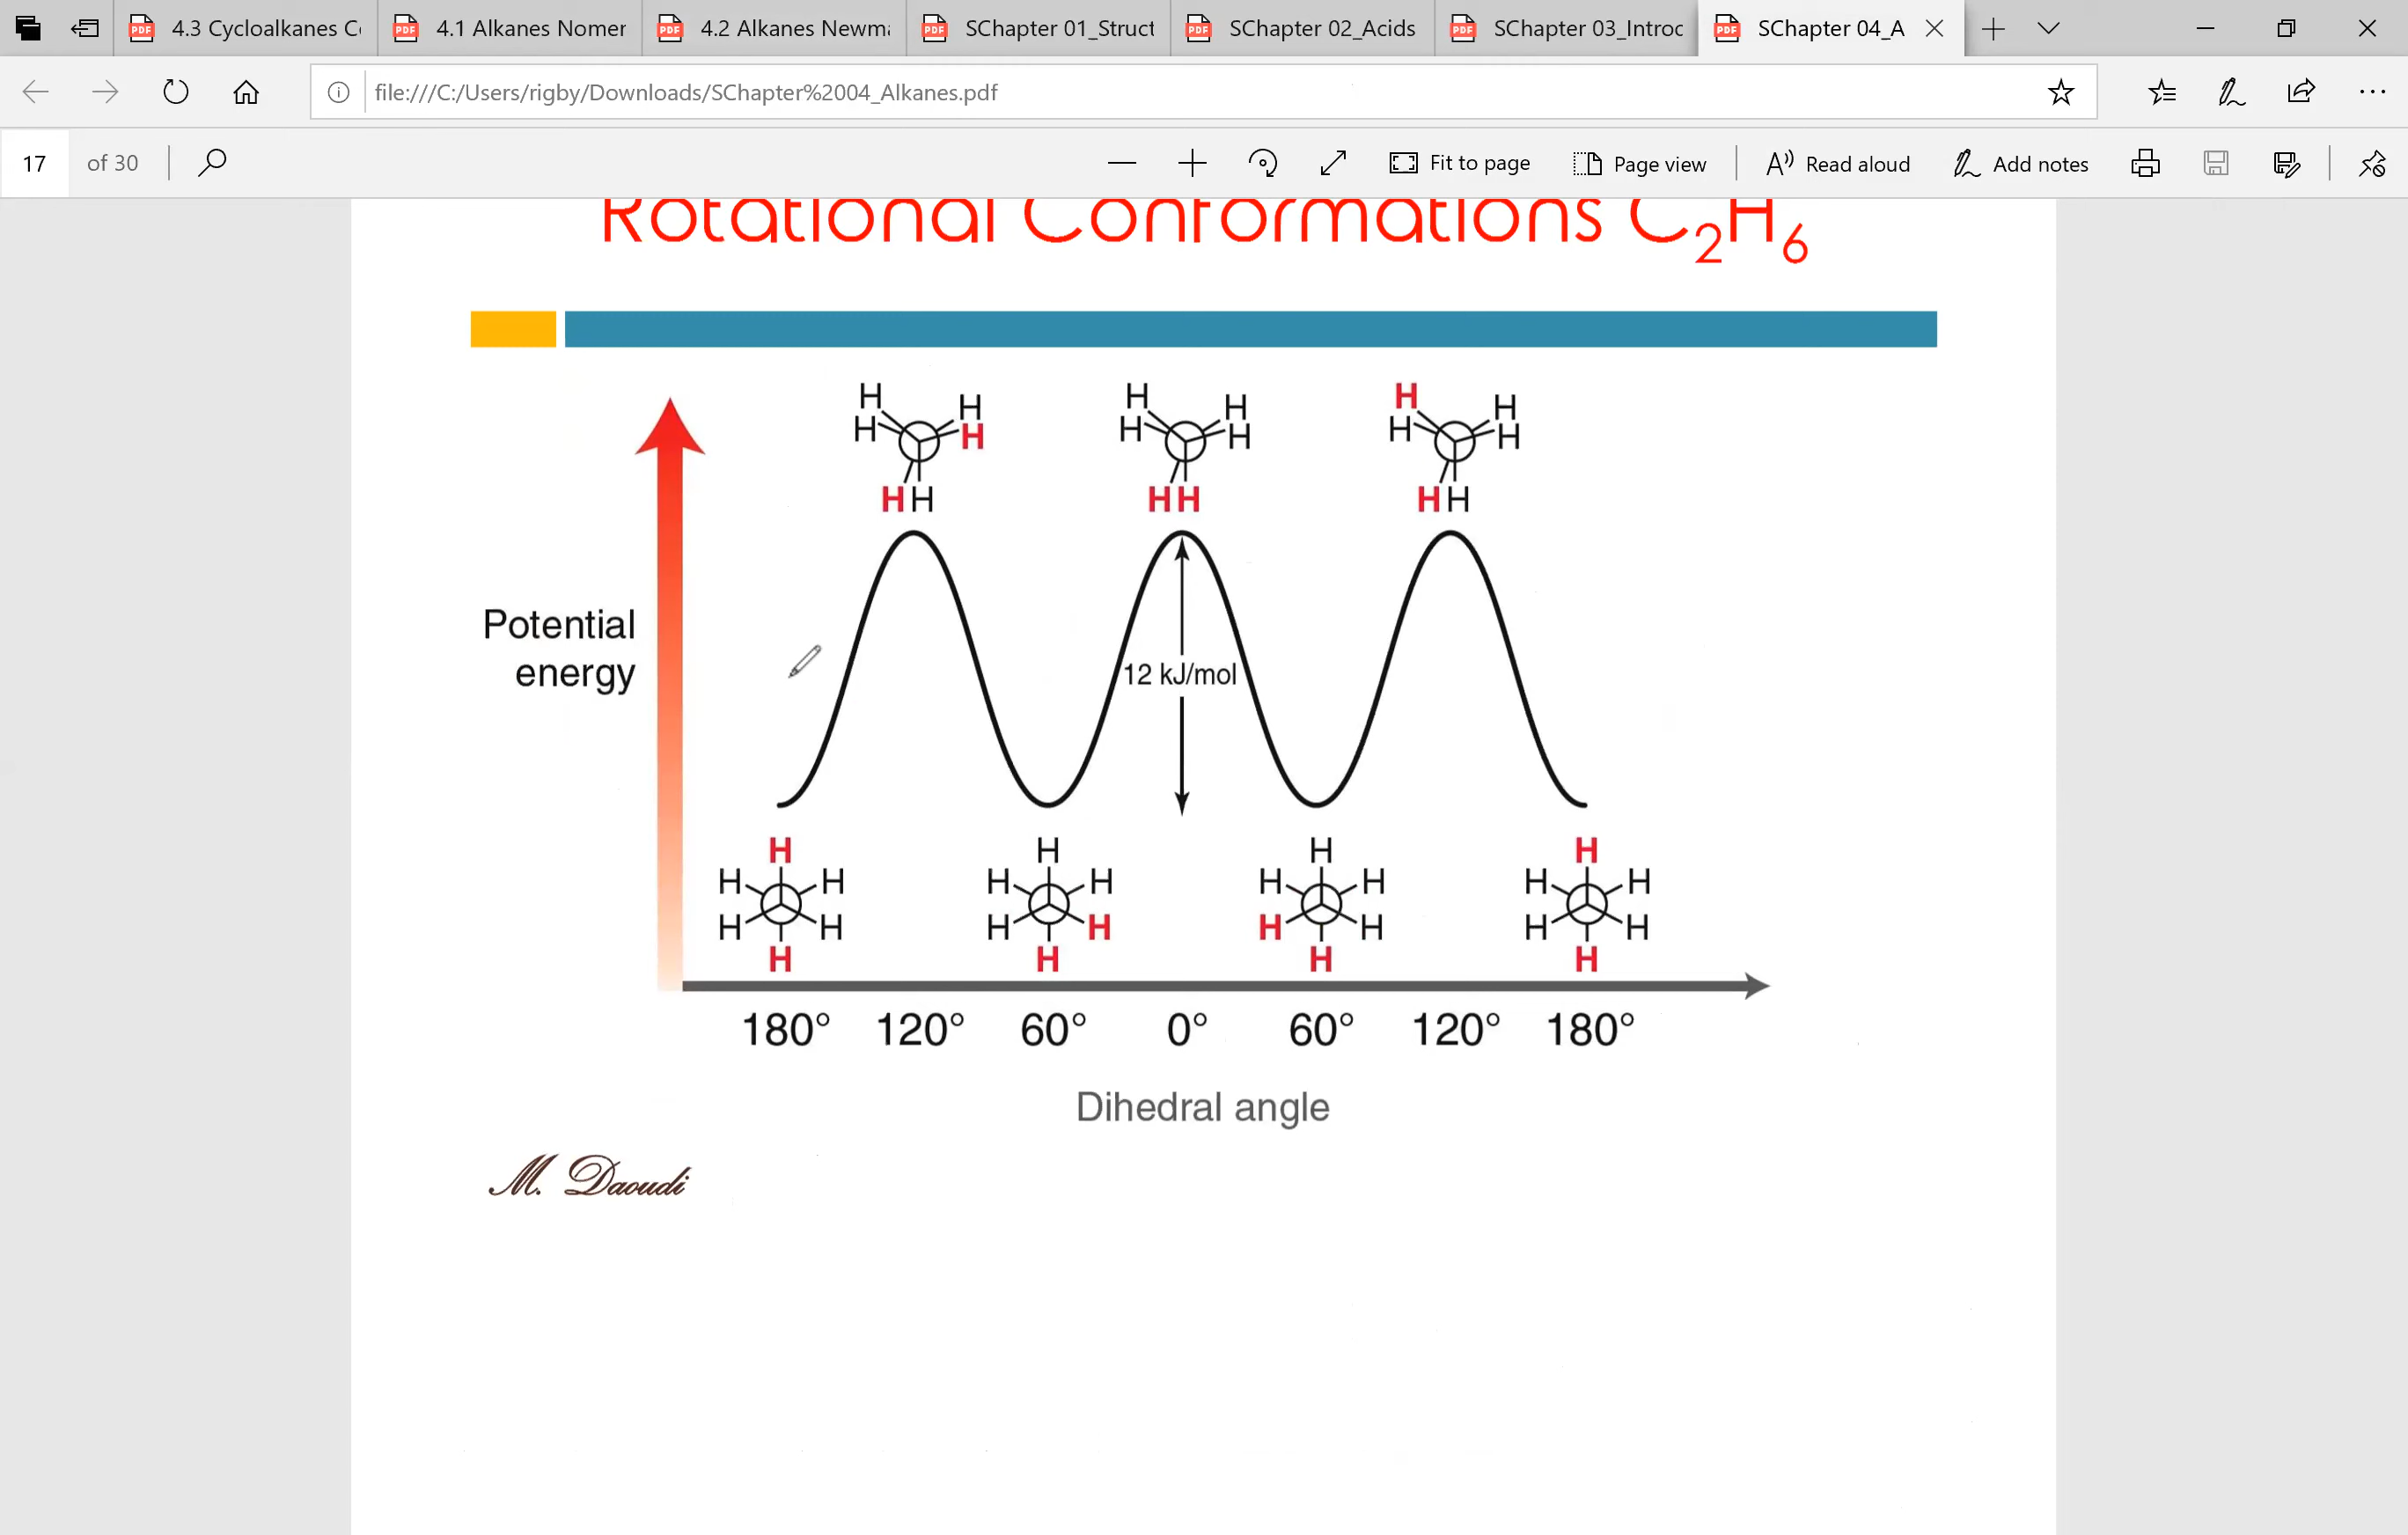 4.3 Cycloalkanes C
4.1 Alkanes Nomer
4.2 Alkanes Newm
SChapter 01_Struct
SChapter 02_Acids
SChapter 03_Introc
SChapter 04_A
file:///C:/Users/rigby/Downloads/SChapter%2004_Alkanes.pdf
17 of 30
Fit to page
Page view
Read aloud
Add notes
Rotational Conformations C₂H₆
H H H H H H
H H H H H H
H H H H H H
Potential energy
12 kJ/mol
H H H H H H
H H H H H H
H H H H H H
H H H H H H
180° 120° 60° 0° 60° 120° 180°
Dihedral angle
M. Daoudi